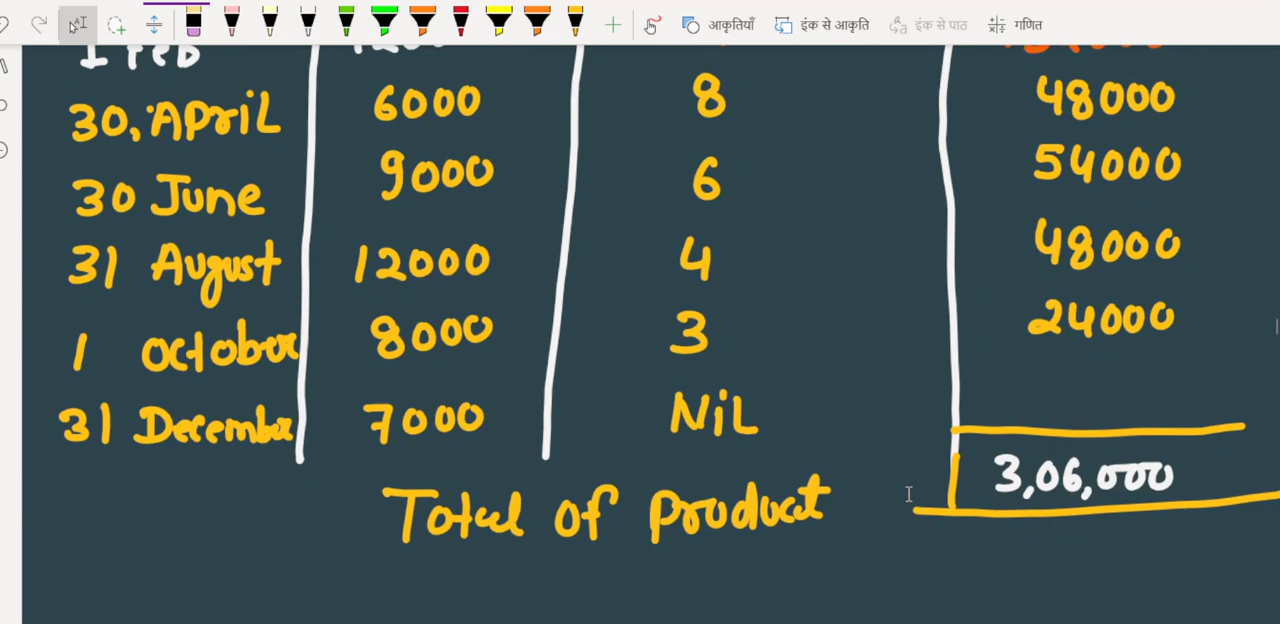 आकृतियाँ इंक से आकृति इंक से पाठ गणित
1 Feb
30, April 6000 8 48000
30 June 9000 6 54000
31 August 12000 4 48000
1 October 8000 3 24000
31 December 7000 NiL
3,06,000
Total of product